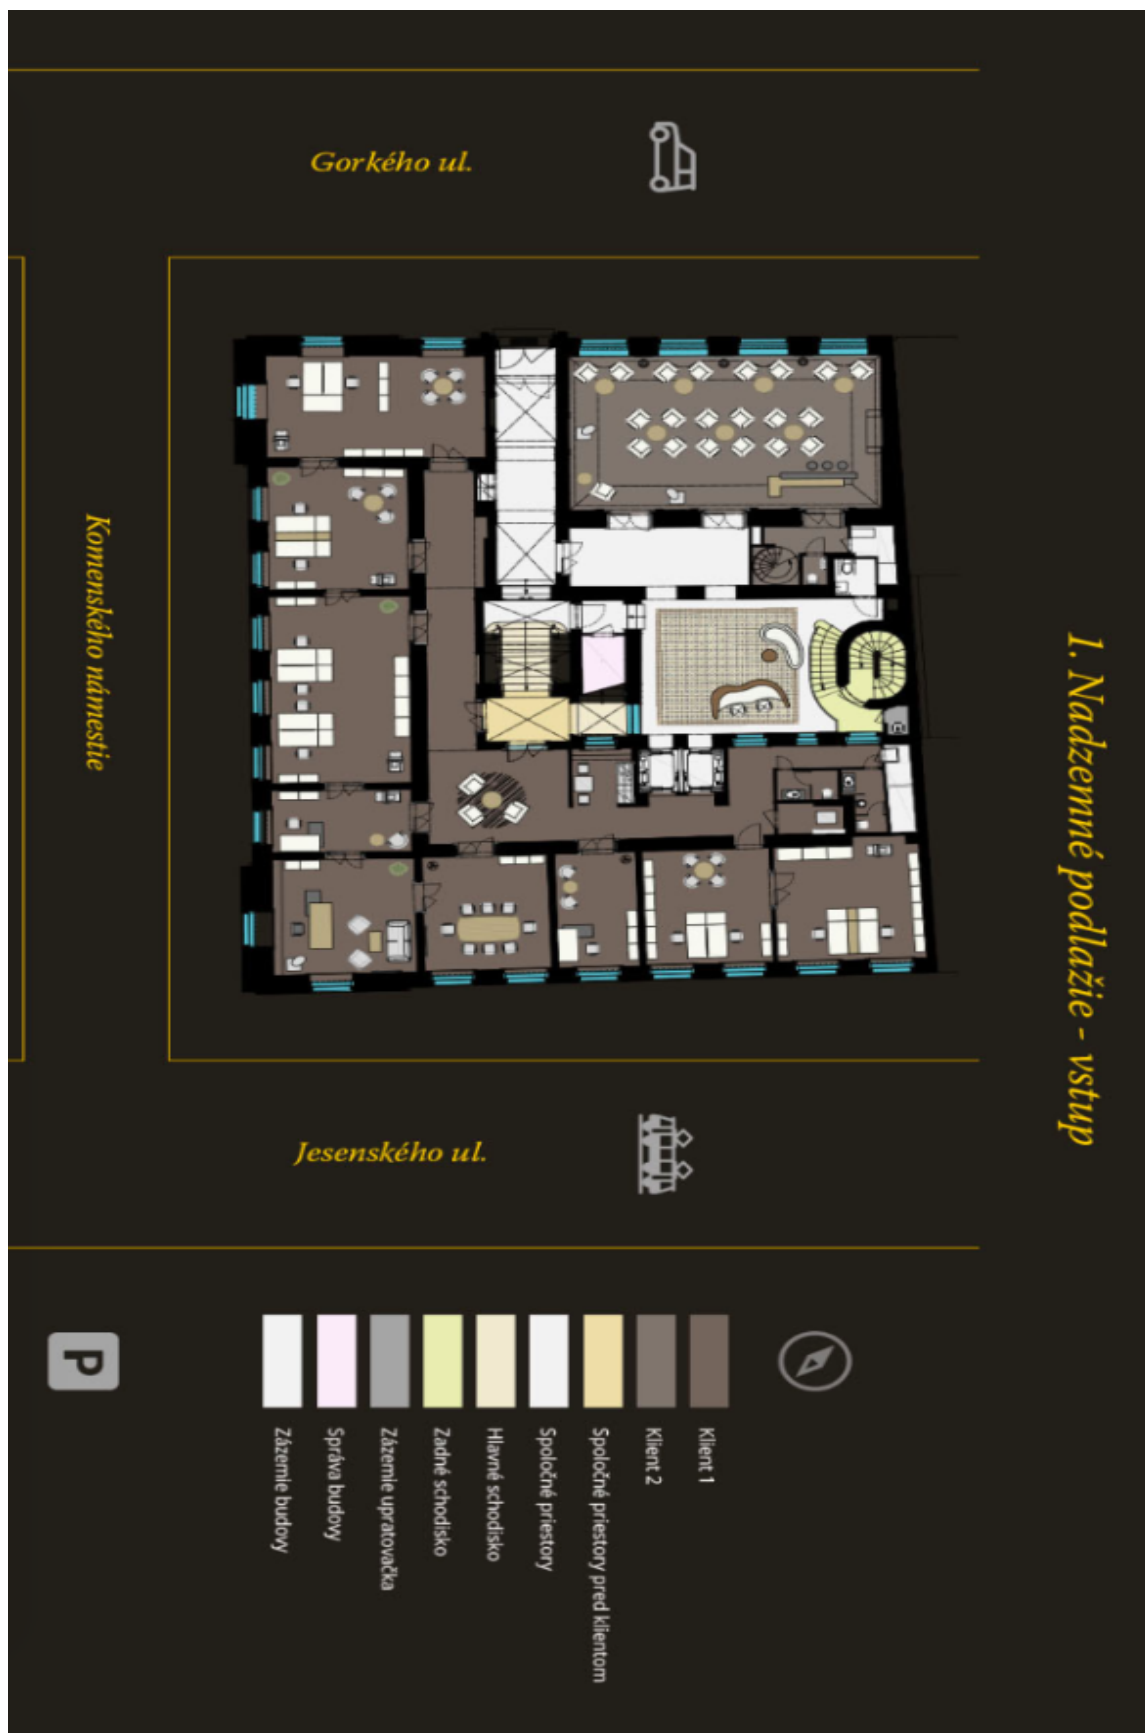 1. Nadzemné podlažie - vstup
Gorkého ul.
Komenského námestie
Jesenského ul.
Klient 1
Klient 2
Spoločné priestory pred klientom
Spoločné priestory
Hlavné schodisko
Zadné schodisko
Zázemie upratovačka
Správa budovy
Zázemie budovy
P